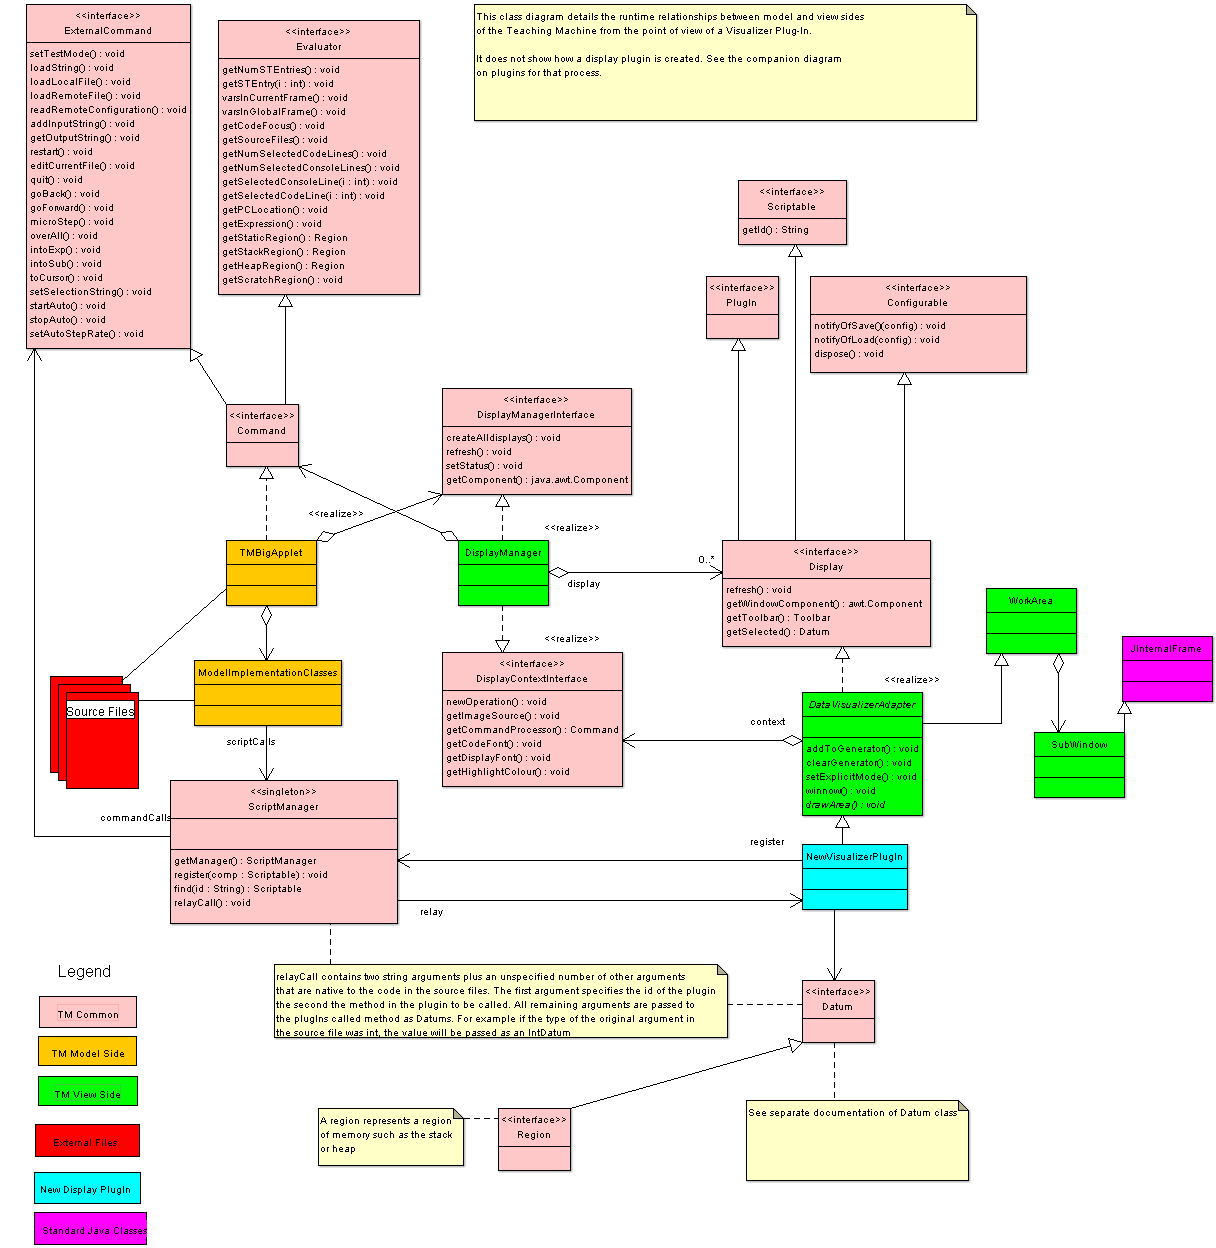 <<interface>>
ExternalCommand
setTestMode() : void
loadString() : void
loadLocalFile() : void
loadRemoteFile() : void
readRemoteConfiguration() : void
addInputString() : void
getOutputString() : void
restart() : void
editCurrentFile() : void
quit() : void
goBack() : void
goForward() : void
microStep() : void
overAll() : void
intoExp() : void
intoSub() : void
toCursor() : void
setSelectionString() : void
startAuto() : void
stopAuto() : void
setAutoStepRate() : void
<<interface>>
Evaluator
getNumSTEntries() : void
getSTEntry(i : int) : void
varsInCurrentFrame() : void
varsInGlobalFrame() : void
getCodeFocus() : void
getSourceFiles() : void
getNumSelectedCodeLines() : void
getNumSelectedConsoleLines() : void
getSelectedConsoleLine(i : int) : void
getSelectedCodeLine(i : int) : void
getPCLocation() : void
getExpression() : void
getStaticRegion() : Region
getStackRegion() : Region
getHeapRegion() : Region
getScratchRegion() : void
This class diagram details the runtime relationships between model and view sides
of the Teaching Machine from the point of view of a Visualizer Plug-In.
It does not show how a display plugin is created. See the companion diagram
on plugins for that process.
<<interface>>
Scriptable
getId() : String
<<interface>>
PlugIn
<<interface>>
Configurable
notifyOfSave()(config) : void
notifyOfLoad(config) : void
dispose() : void
<<interface>>
Command
<<interface>>
DisplayManagerInterface
createAlldisplays() : void
refresh() : void
setStatus() : void
getComponent() : java.awt.Component
<<realize>>
<<realize>>
TMBigApplet
DisplayManager
display
0..*
<<interface>>
Display
refresh() : void
getWindowComponent() : awt.Component
getToolbar() : Toolbar
getSelected() : Datum
WorkArea
JInternalFrame
<<realize>>
<<interface>>
DisplayContextInterface
newOperation() : void
getImageSource() : void
getCommandProcessor() : Command
getCodeFont() : void
getDisplayFont() : void
getHighlightColour() : void
ModelImplementationClasses
Source Files
<<realize>>
DataVisualizerAdapter
addToGenerator() : void
clearGenerator() : void
setExplicitMode() : void
winnow() : void
drawArea() : void
context
SubWindow
scriptCalls
<<singleton>>
ScriptManager
getManager() : ScriptManager
register(comp : Scriptable) : void
find(id : String) : Scriptable
relayCall() : void
commandCalls
register
NewVisualizerPlugIn
relay
relayCall contains two string arguments plus an unspecified number of other arguments
that are native to the code in the source files. The first argument specifies the id of the plugin
the second the method in the plugin to be called. All remaining arguments are passed to
the plugIns called method as Datums. For example if the type of the original argument in
the source file was int, the value will be passed as an IntDatum
<<interface>>
Datum
See separate documentation of Datum class
A region represents a region
of memory such as the stack
or heap
<<interface>>
Region
Legend
TM Common
TM Model Side
TM View Side
External Files
New Display PlugIn
Standard Java Classes